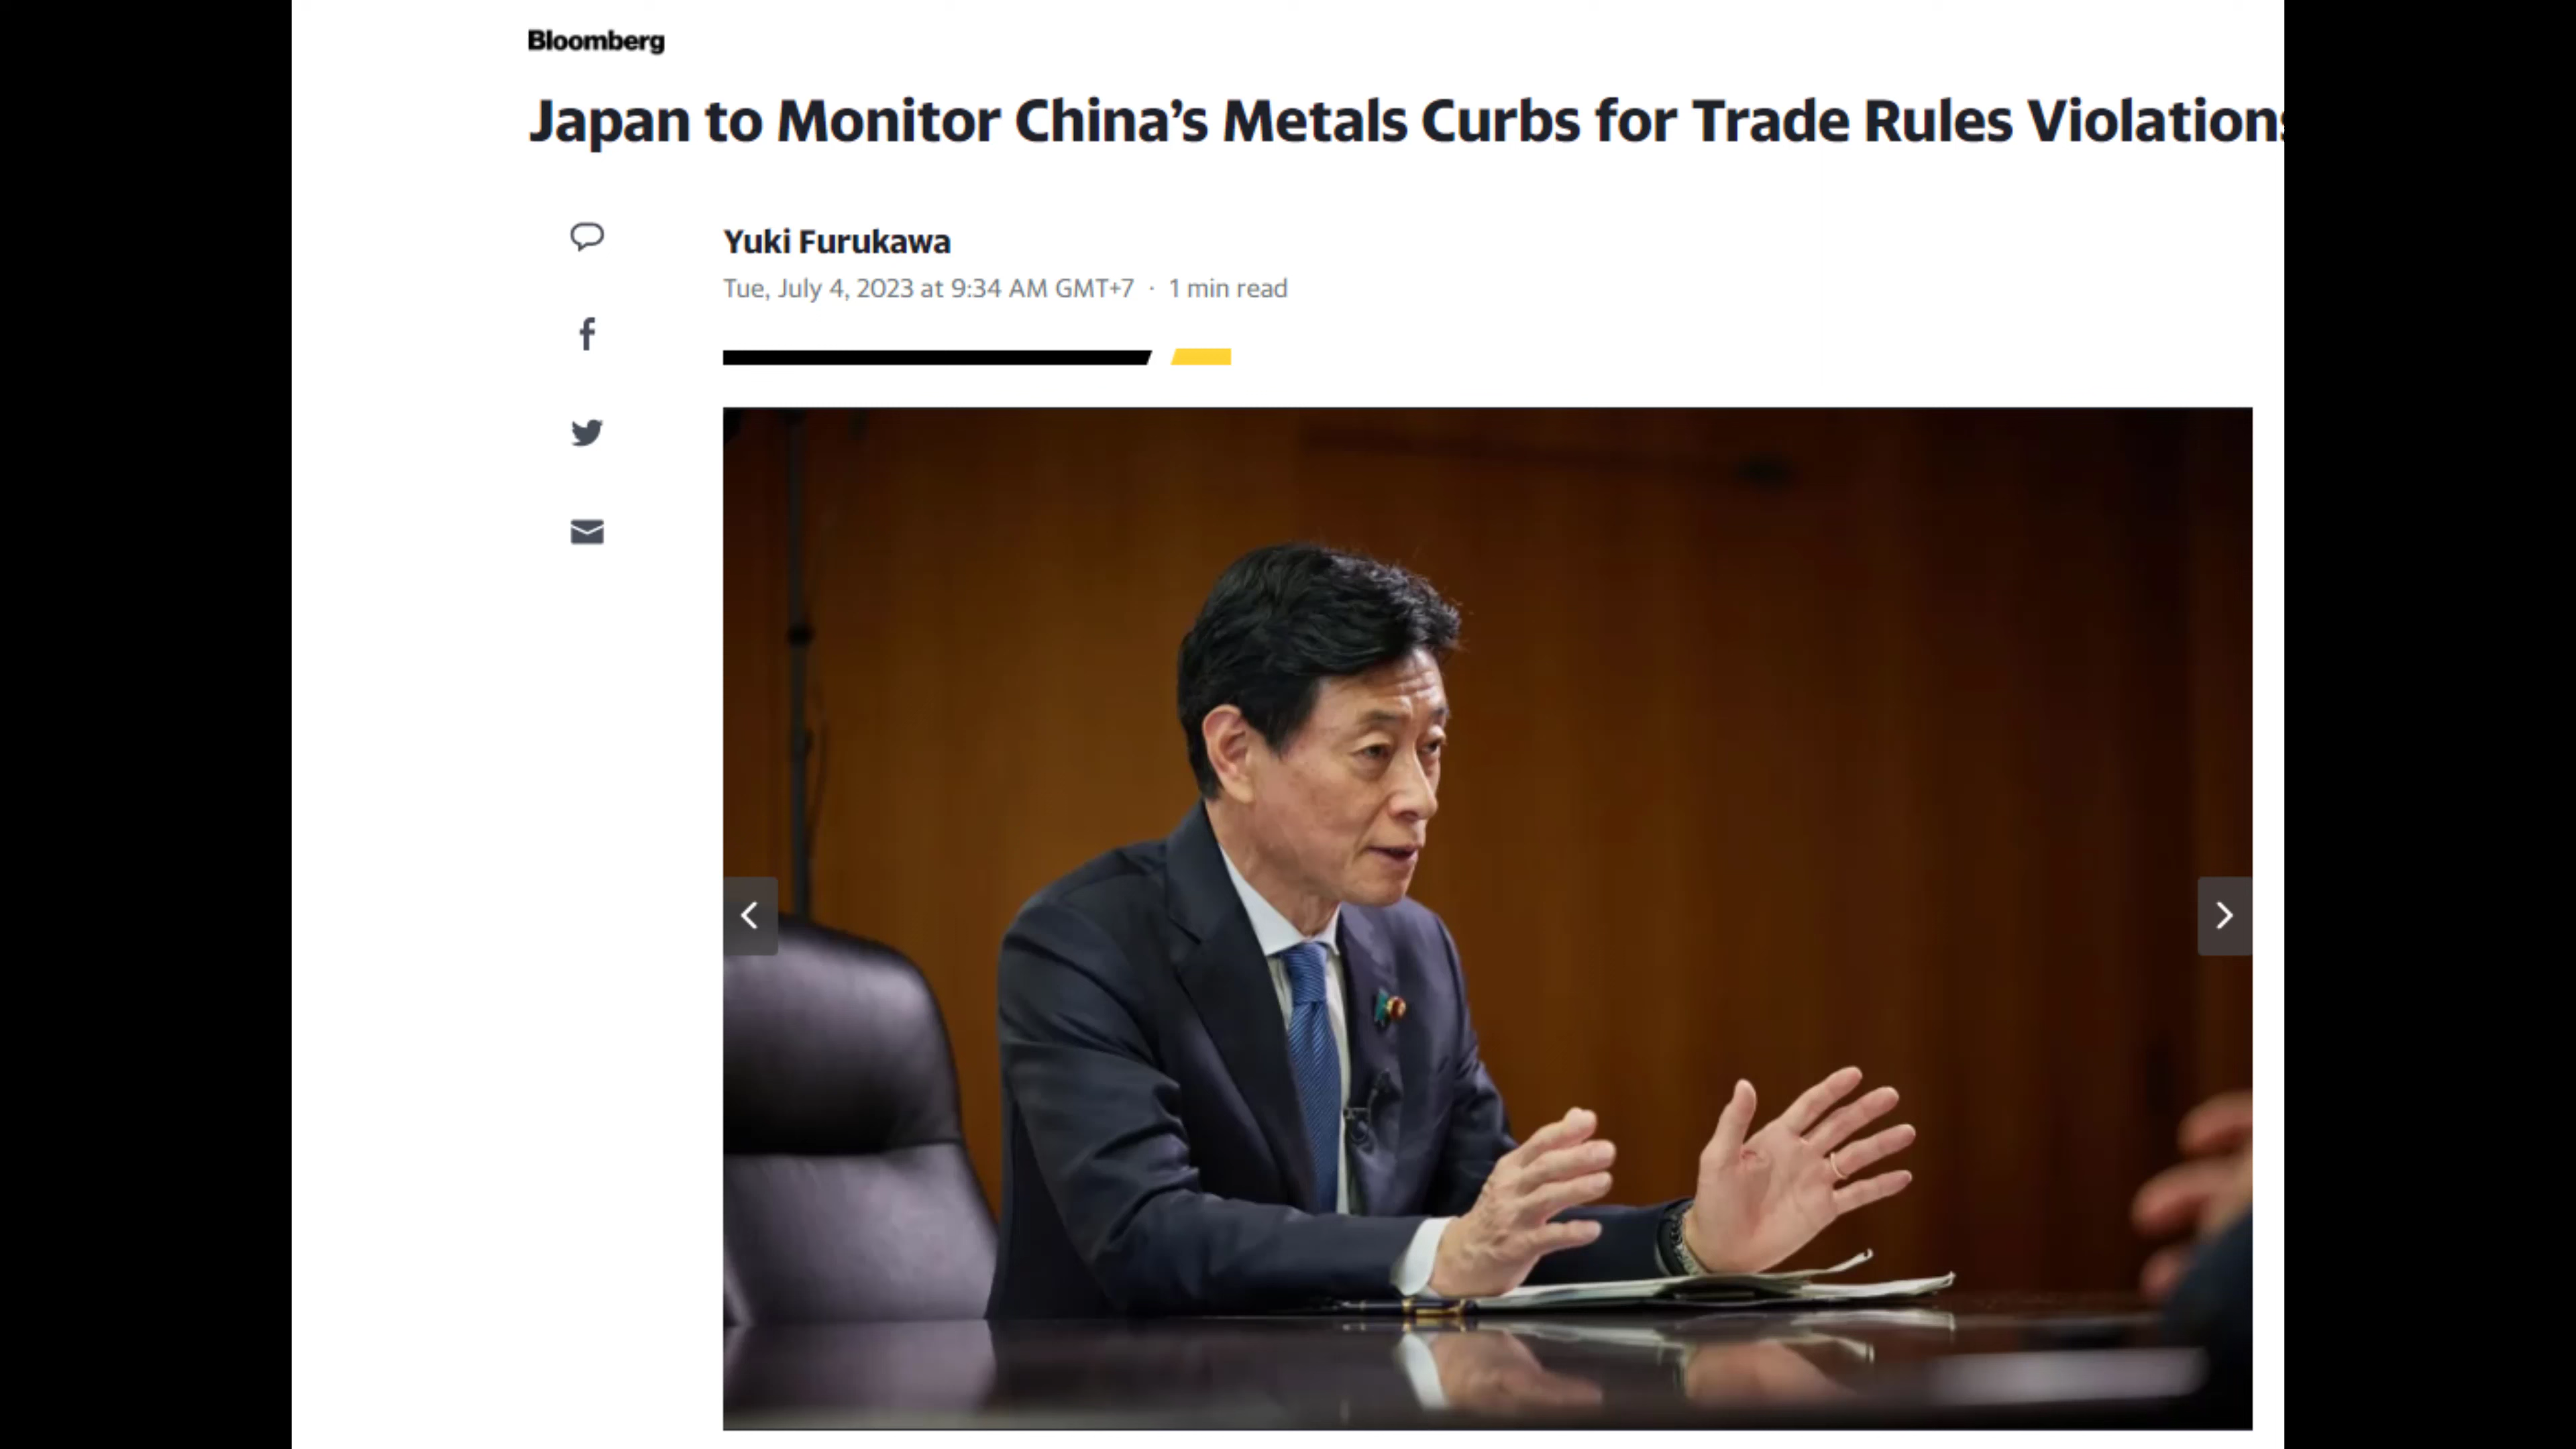 Bloomberg
Japan to Monitor China’s Metals Curbs for Trade Rules Violations
Yuki Furukawa
Tue, July 4, 2023 at 9:34 AM GMT+7 · 1 min read